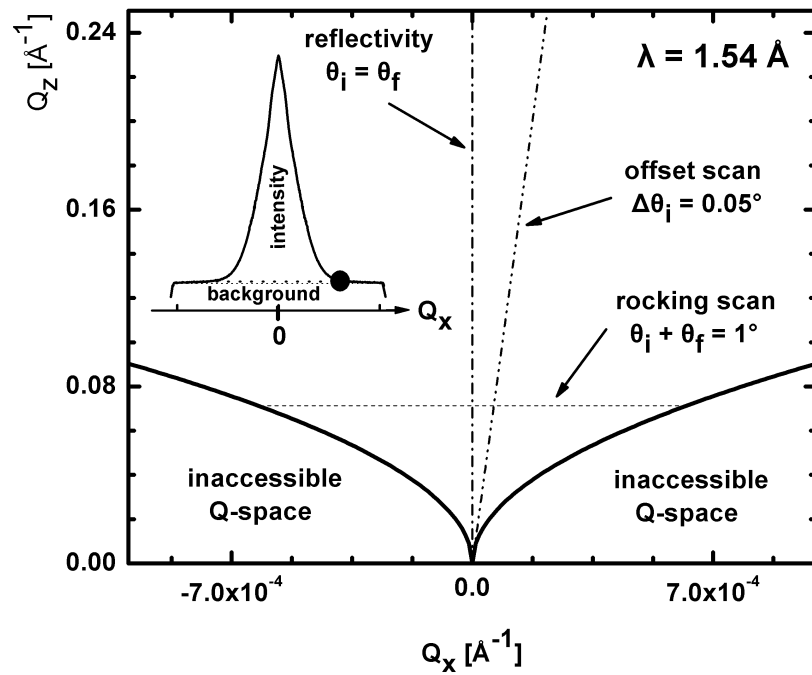 0.24
0.16
0.08
0.00
Q_z [Å^-1]
reflectivity
θ_i = θ_f
λ = 1.54 Å
offset scan
Δθ_i = 0.05°
rocking scan
θ_i + θ_f = 1°
intensity
background
Q_x
0
inaccessible
Q-space
inaccessible
Q-space
-7.0x10^-4
0.0
7.0x10^-4
Q_x [Å^-1]